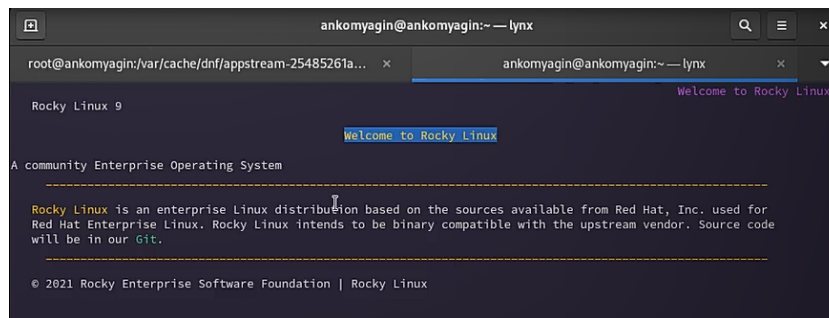 ankomyagin@ankomyagin:~ — lynx
root@ankomyagin:/var/cache/dnf/appstream-25485261a... × ankomyagin@ankomyagin:~ — lynx ×
Welcome to Rocky Linux
Rocky Linux 9
Welcome to Rocky Linux
A community Enterprise Operating System
Rocky Linux is an enterprise Linux distribution based on the sources available from Red Hat, Inc. used for
Red Hat Enterprise Linux. Rocky Linux intends to be binary compatible with the upstream vendor. Source code
will be in our Git.
© 2021 Rocky Enterprise Software Foundation | Rocky Linux